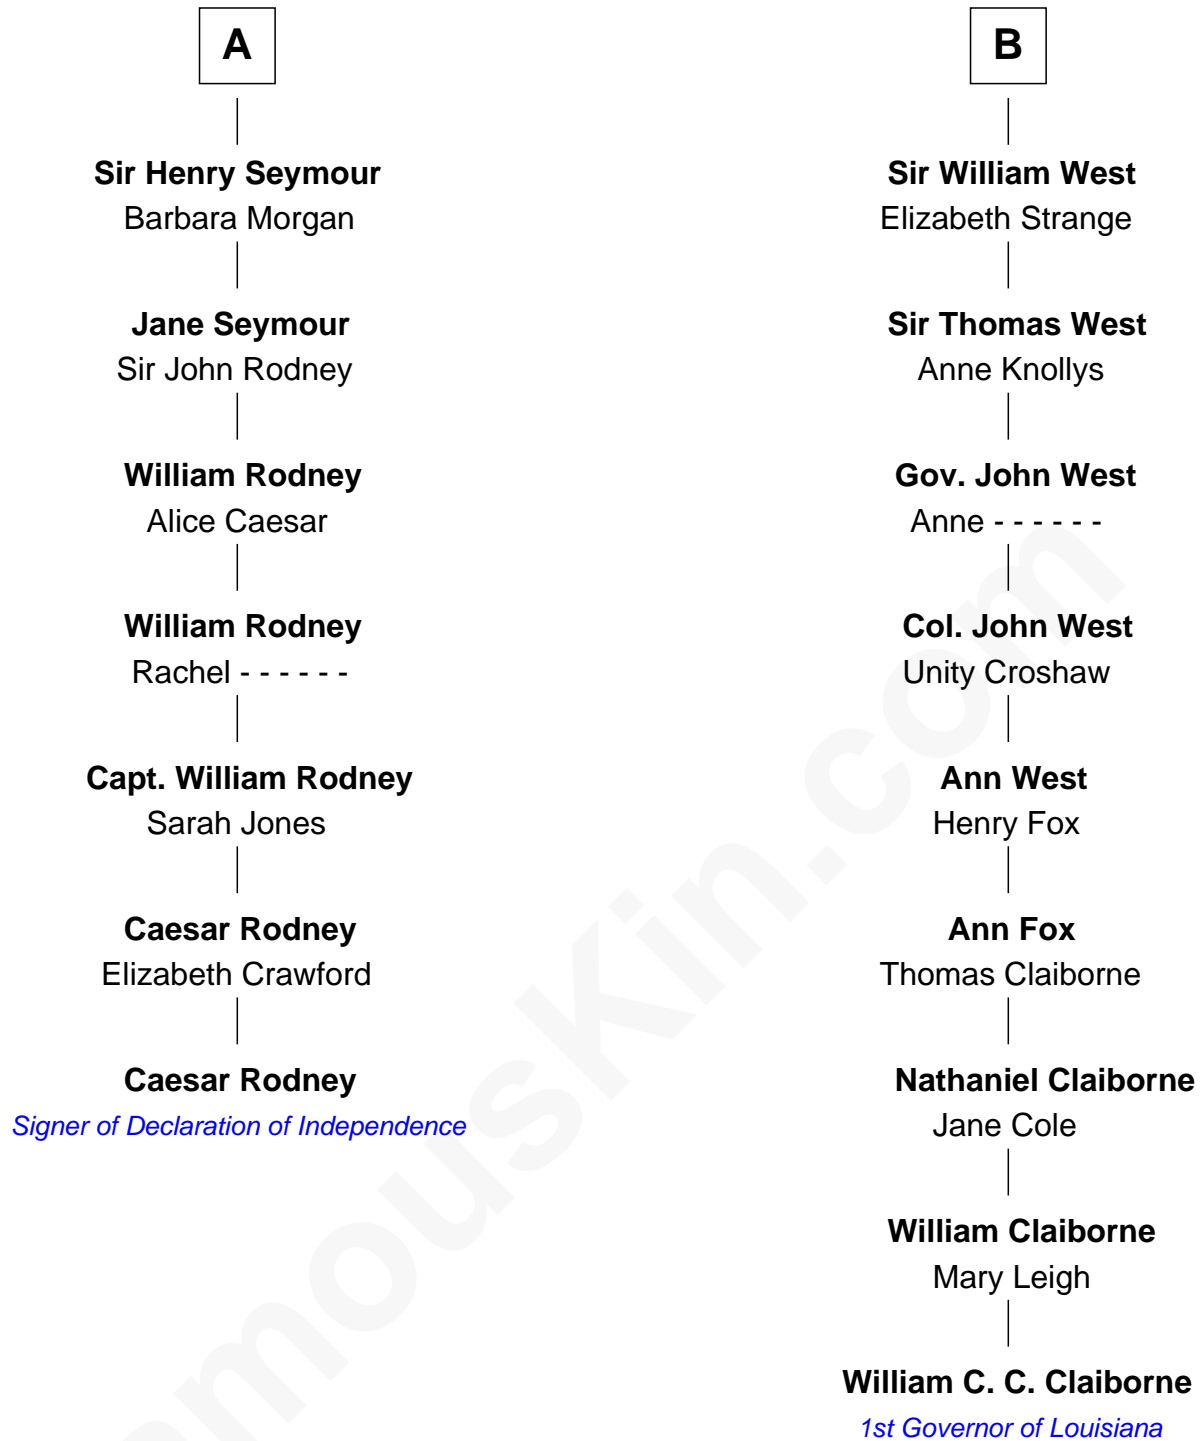 A
Sir Henry Seymour
Barbara Morgan
Jane Seymour
Sir John Rodney
William Rodney
Alice Caesar
William Rodney
Rachel - - - - - -
Capt. William Rodney
Sarah Jones
Caesar Rodney
Elizabeth Crawford
Caesar Rodney
Signer of Declaration of Independence
B
Sir William West
Elizabeth Strange
Sir Thomas West
Anne Knollys
Gov. John West
Anne - - - - - -
Col. John West
Unity Croshaw
Ann West
Henry Fox
Ann Fox
Thomas Claiborne
Nathaniel Claiborne
Jane Cole
William Claiborne
Mary Leigh
William C. C. Claiborne
1st Governor of Louisiana
amouskin.com